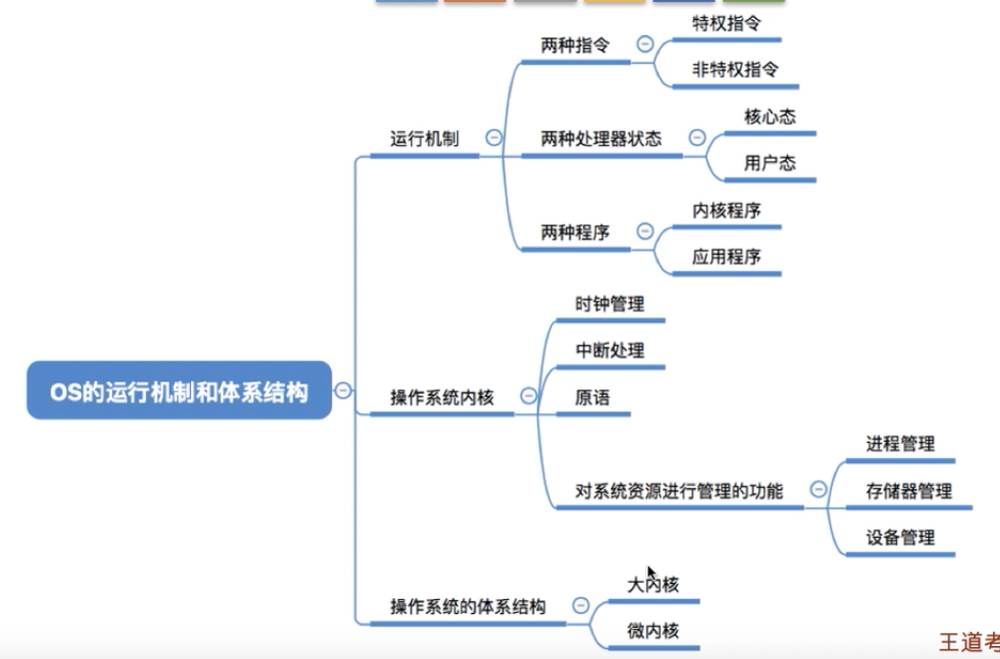 特权指令
两种指令
非特权指令
核心态
运行机制
两种处理器状态
用户态
内核程序
两种程序
应用程序
时钟管理
中断处理
OS的运行机制和体系结构
操作系统内核
原语
进程管理
对系统资源进行管理的功能
存储器管理
设备管理
大内核
操作系统的体系结构
微内核
王道考